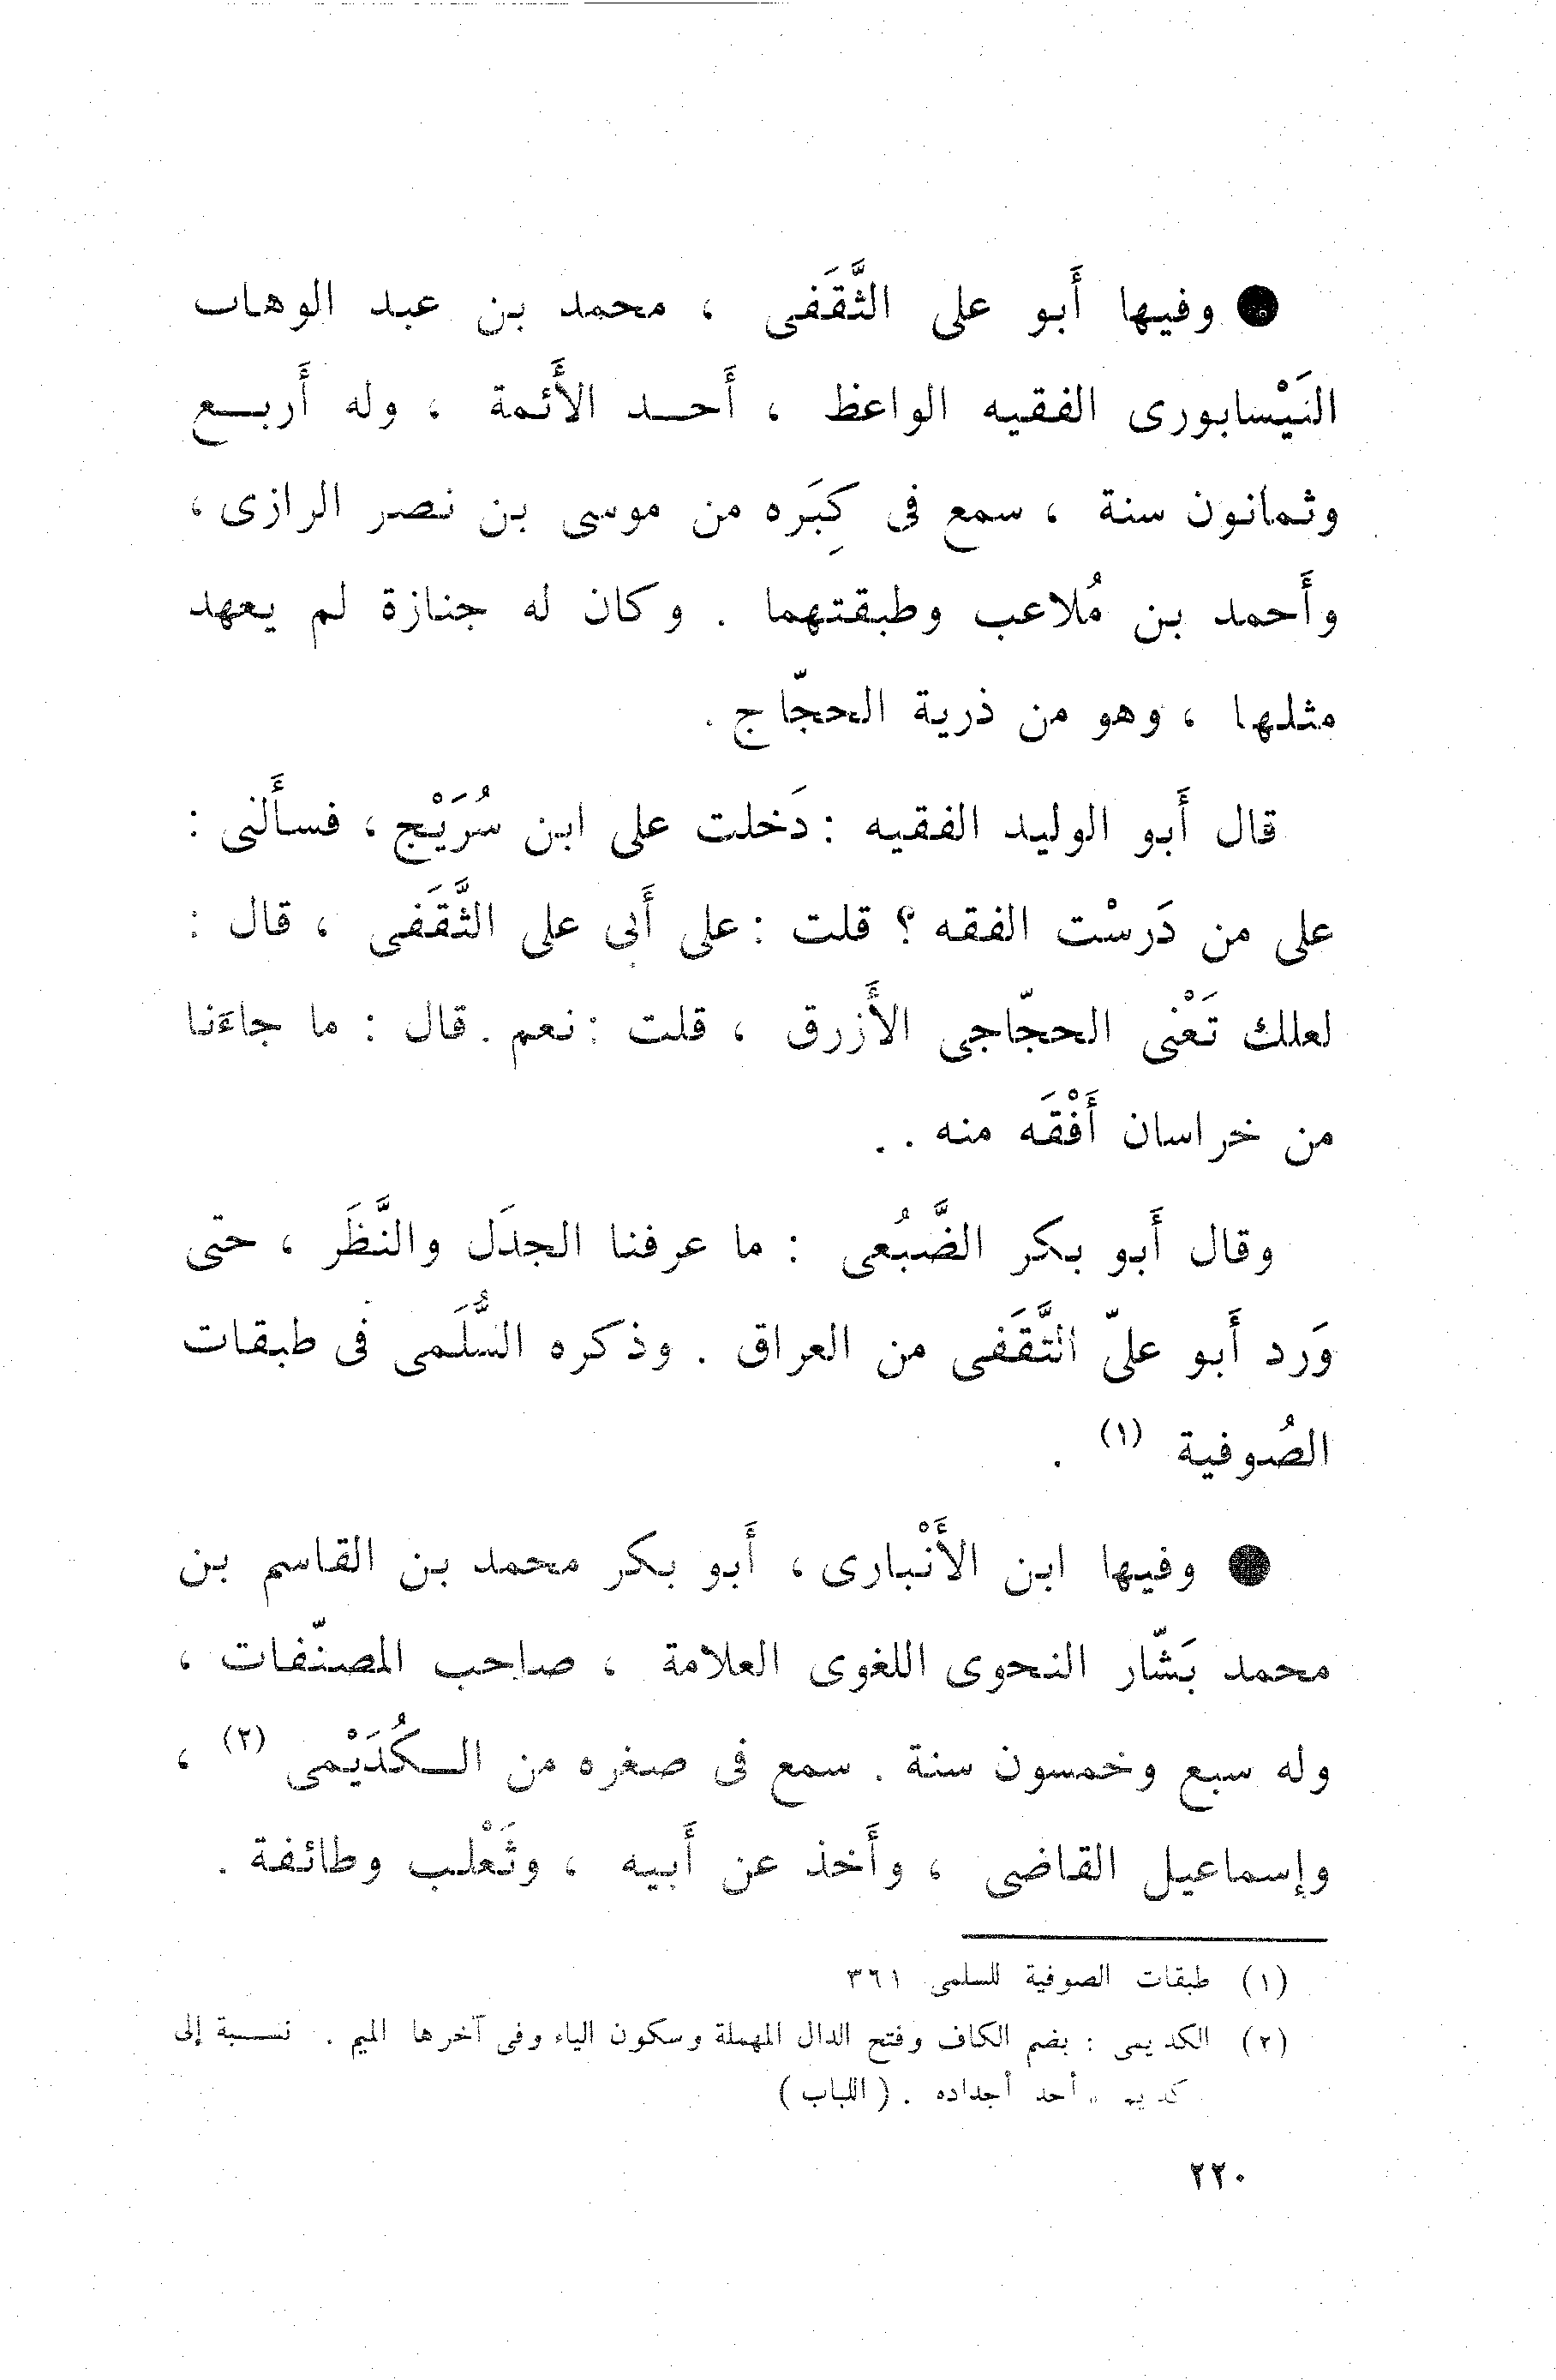 ● وفيها أَبو على الثَّقَفى ، محمد بن عبد الوهاب
النَيْسابورى الفقيه الواعظ ، أَحد الأَئمة ، وله أَربع
وثمانون سنة ، سمع فى كِبَره من موسى بن نصر الرازى ،
وأَحمد بن مُلاعب وطبقتهما . وكان له جنازة لم يعهد
مثلها ، وهو من ذرية الحجّاج .
قال أَبو الوليد الفقيه : دَخلت على ابن سُرَيْج ، فسأَلنى :
على من دَرسْت الفقه ؟ قلت : على أَبى على الثَّقَفى ، قال :
لعلك تَعْنى الحجّاجى الأَزرق ، قلت : نعم . قال : ما جاءَنا
من خراسان أَفْقَه منه . .
وقال أَبو بكر الضَّبُعى : ما عرفنا الجدَل والنَّظَر ، حتى
وَرد أَبو علىّ الثَّقَفى من العراق . وذكره السُّلَمى فى طبقات
الصُوفية (١) .
● وفيها ابن الأَنْبارى ، أَبو بكر محمد بن القاسم بن
محمد بَشّار النحوى اللغوى العلامة ، صاحب المصنّفات ،
وله سبع وخمسون سنة . سمع فى صغره من الكُدَيْمى (٢) ،
وإسماعيل القاضى ، وأَخذ عن أَبيه ، وثَعْلب وطائفة .
(١) طبقات الصوفية للسلمى ٣٦١
(٢) الكديمى : بضم الكاف وفتح الدال المهملة وسكون الياء وفى آخرها الميم . نسبة إلى
كديم ، أحد أجداده . (اللباب)
٢٢٠